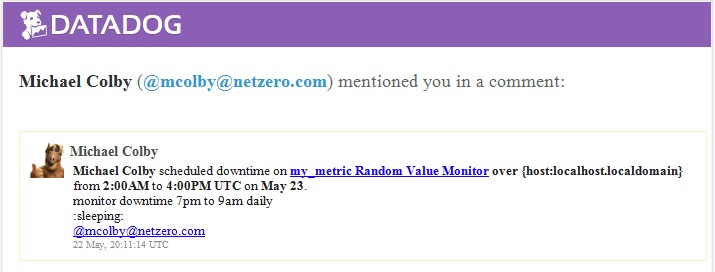 DATADOG
Michael Colby (@mcolby@netzero.com) mentioned you in a comment:
Michael Colby
Michael Colby scheduled downtime on my_metric Random Value Monitor over {host:localhost.localdomain}
from 2:00AM to 4:00PM UTC on May 23.
monitor downtime 7pm to 9am daily
:sleeping:
@mcolby@netzero.com
22 May, 20:11:14 UTC